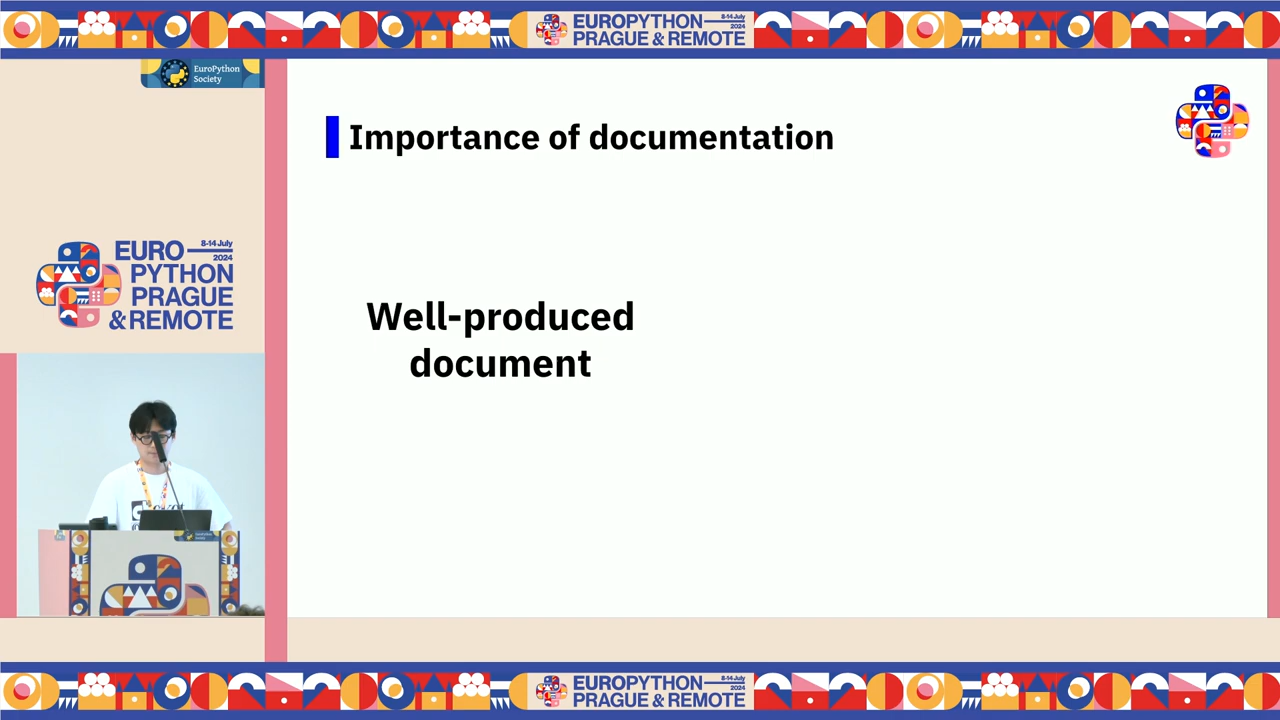 EUROPYTHON
8-14 July
2024
PRAGUE & REMOTE
EuroPython
Society
Importance of documentation
EURO
8-14 July
2024
PYTHON
PRAGUE
& REMOTE
Well-produced
document
EUROPYTHON
8-14 July
2024
PRAGUE & REMOTE